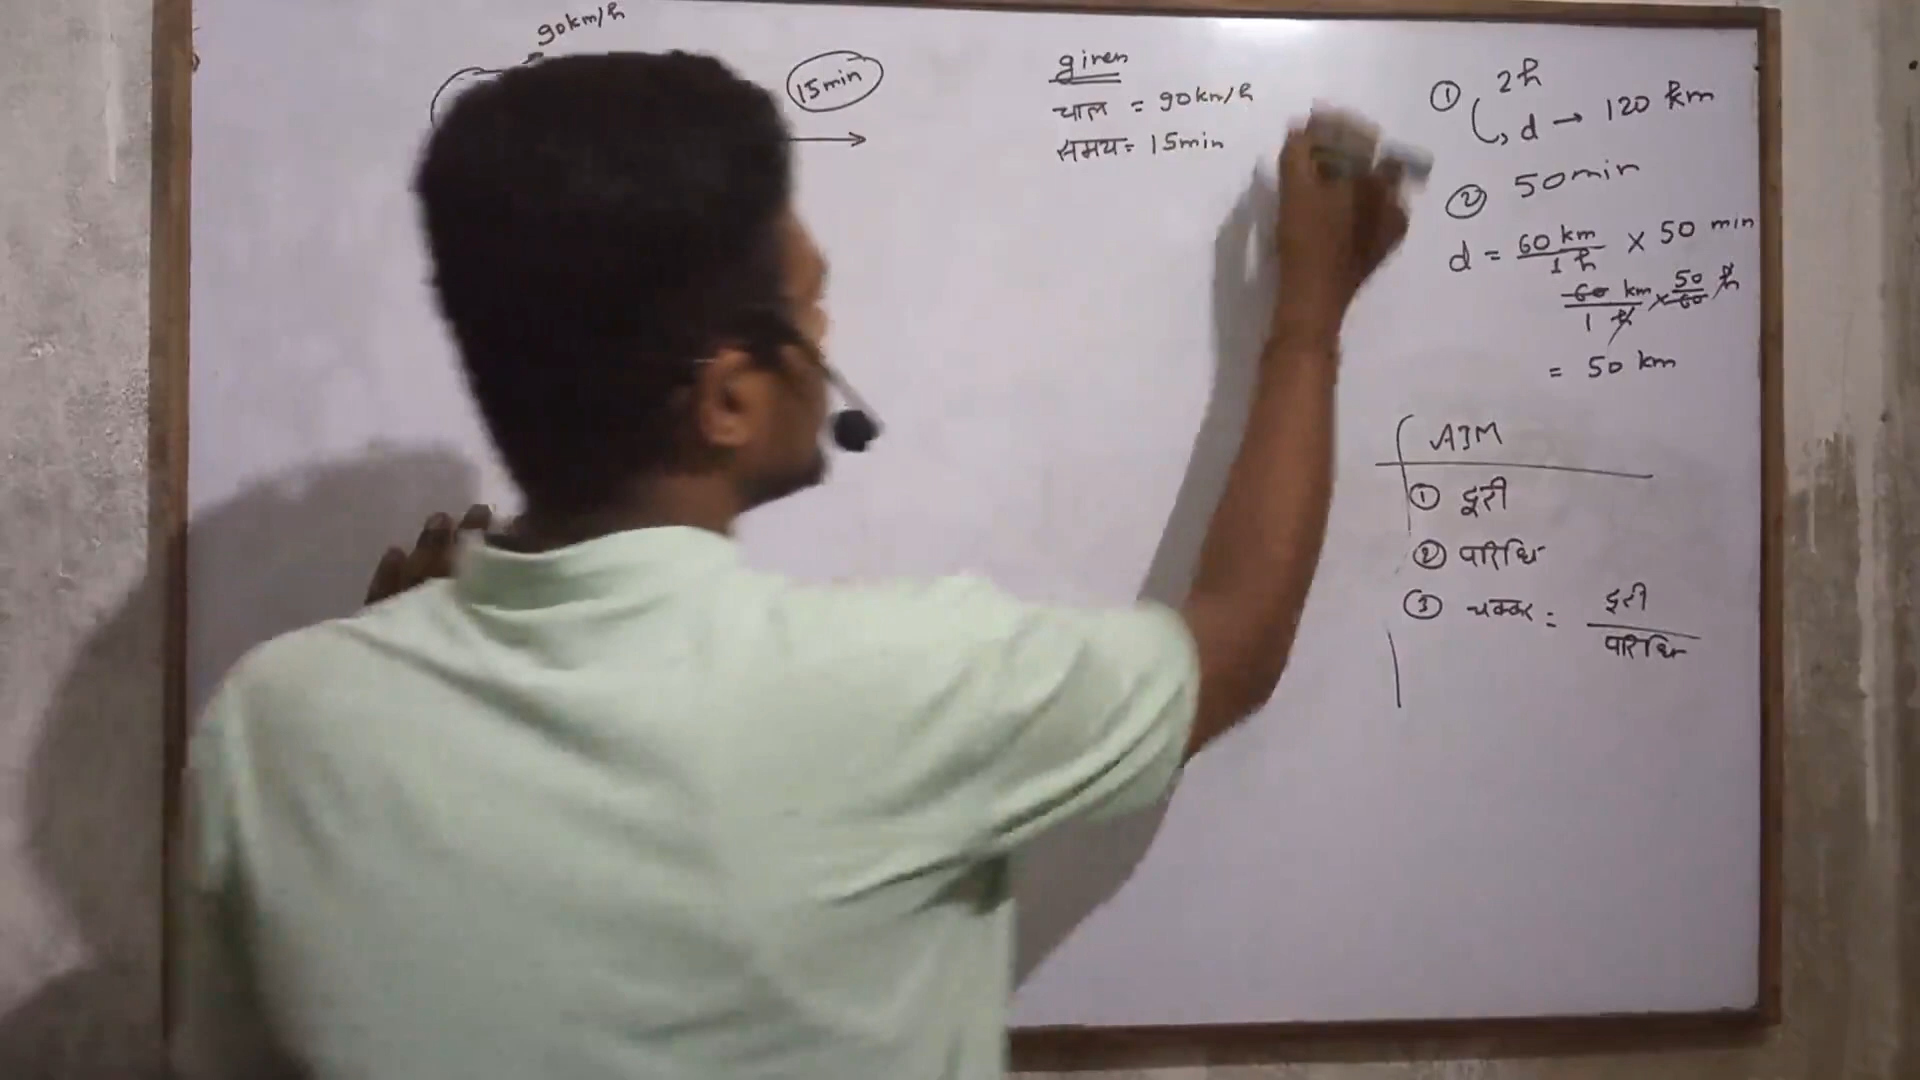 90km/h
15min
given
चाल = 90km/h
समय = 15min
① 2h
d → 120 km
② 50min
d = 60 km / 1 h × 50 min
60 km / 1 h × 50 / 60 h
= 50 km
AIM
① दूरी
② परिधि
③ चक्कर = दूरी / परिधि